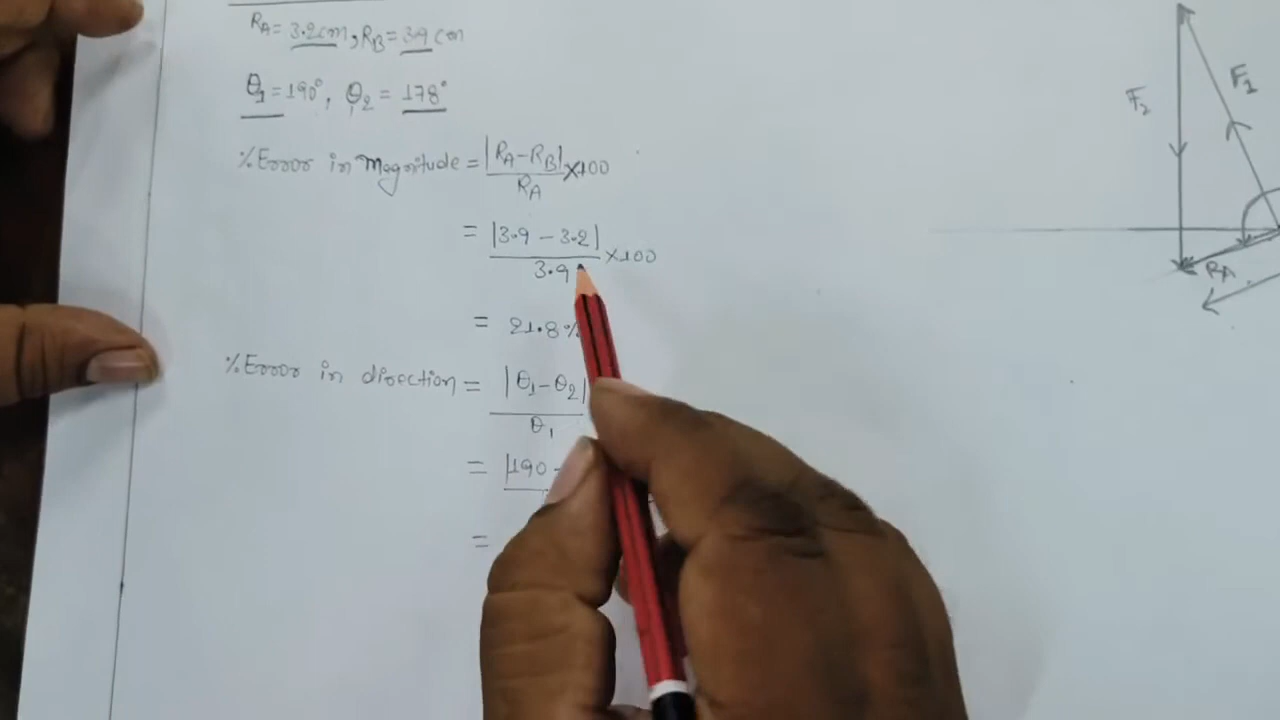 RA = 3.2cm, RB = 3.9 cm
θ1 = 190°, θ2 = 178°
% Error in Magnitude = |RA - RB| / RA × 100
= |3.9 - 3.2| / 3.9 × 100
= 21.8%
% Error in direction = |θ1 - θ2| / θ1
= |190 -
=
F2
F1
RA